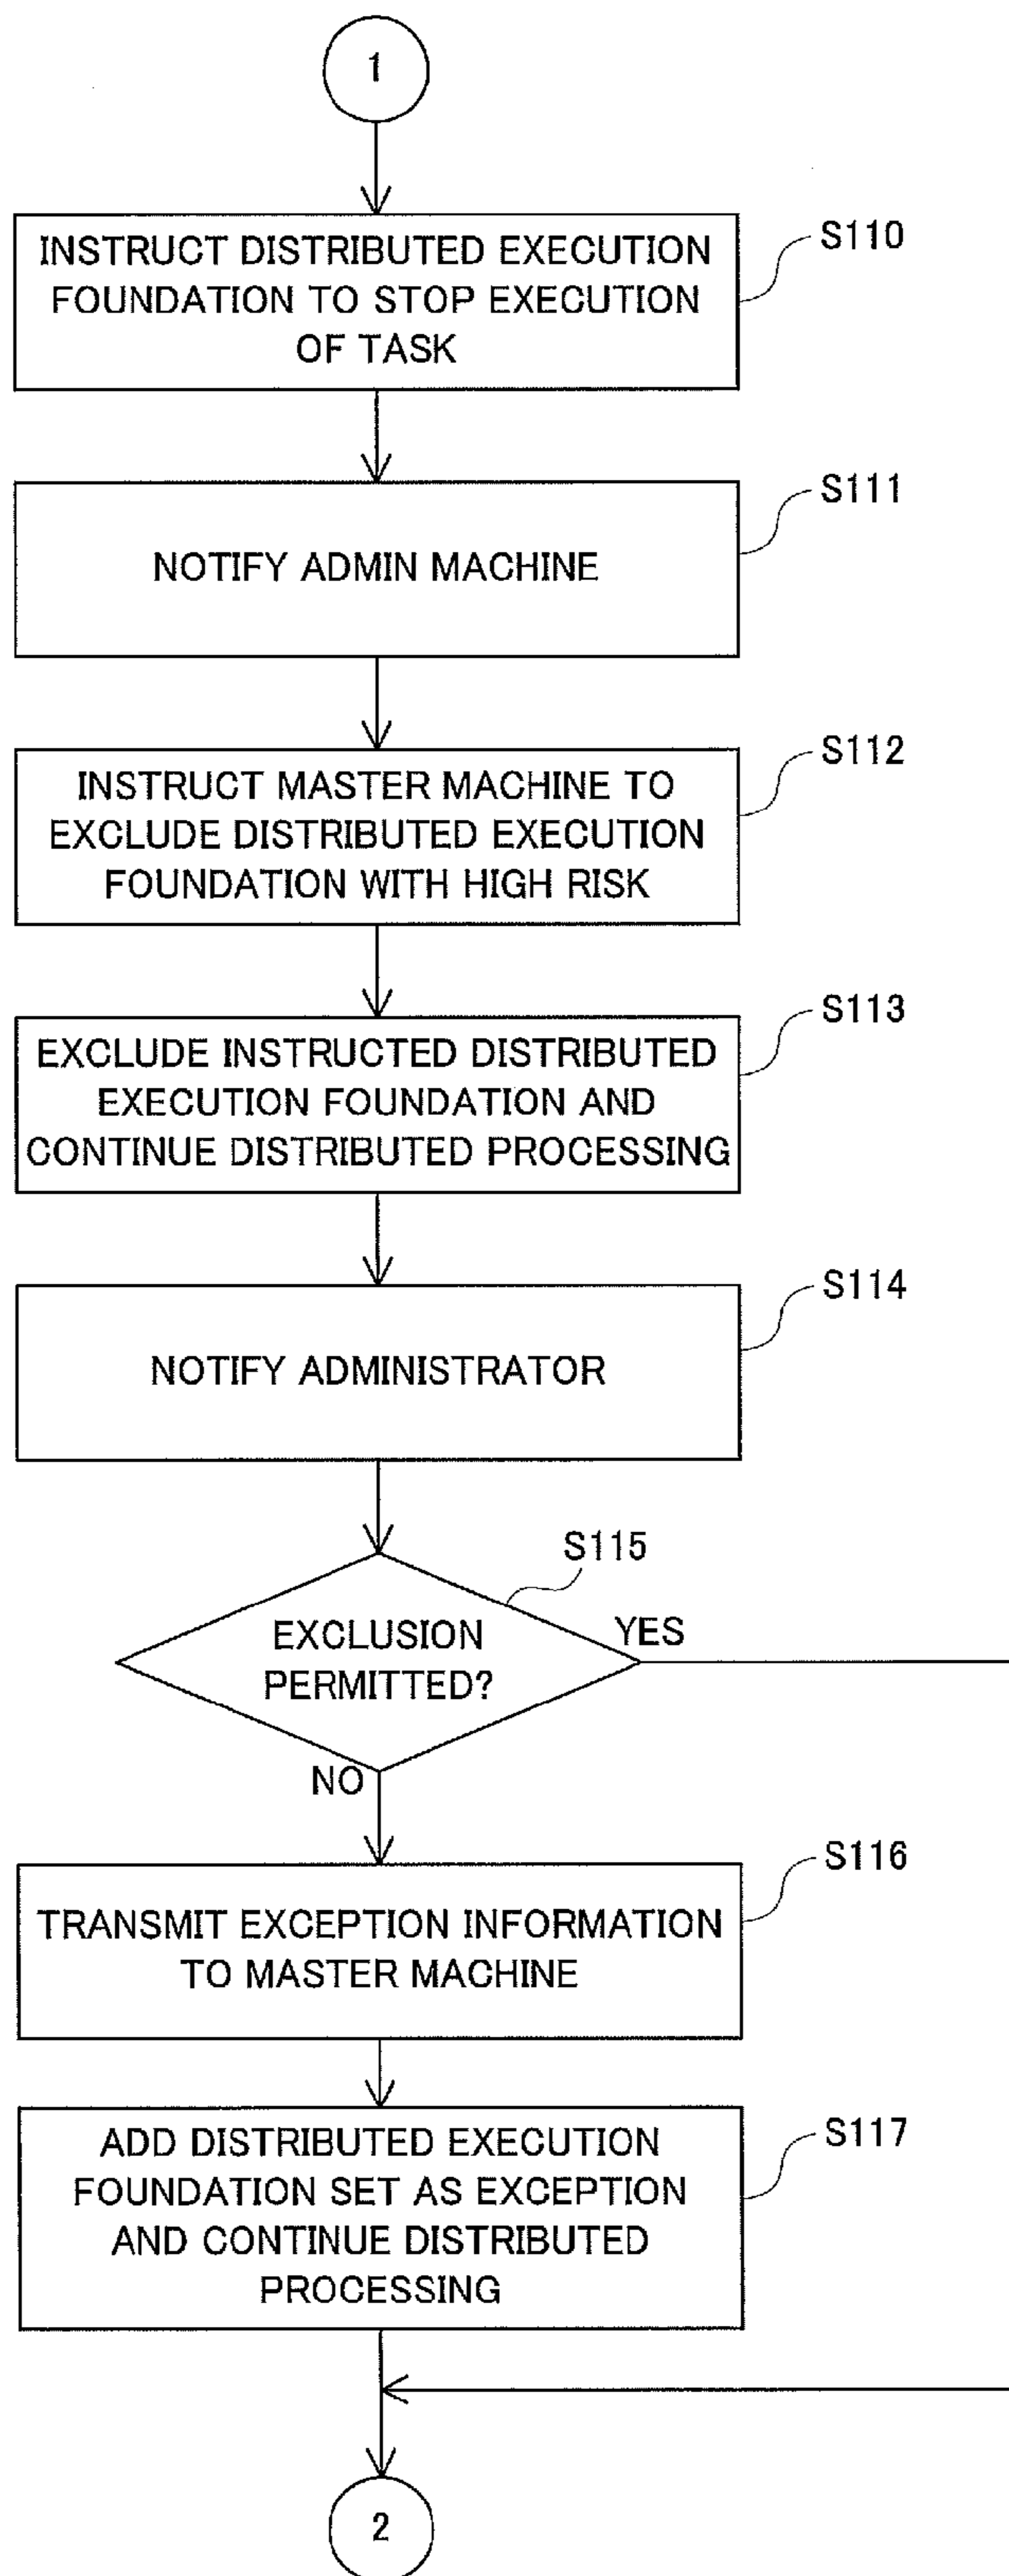 1
INSTRUCT DISTRIBUTED EXECUTION
FOUNDATION TO STOP EXECUTION
OF TASK
S110
NOTIFY ADMIN MACHINE
S111
INSTRUCT MASTER MACHINE TO
EXCLUDE DISTRIBUTED EXECUTION
FOUNDATION WITH HIGH RISK
S112
EXCLUDE INSTRUCTED DISTRIBUTED
EXECUTION FOUNDATION AND
CONTINUE DISTRIBUTED PROCESSING
S113
NOTIFY ADMINISTRATOR
S114
S115
EXCLUSION
PERMITTED?
YES
NO
TRANSMIT EXCEPTION INFORMATION
TO MASTER MACHINE
S116
ADD DISTRIBUTED EXECUTION
FOUNDATION SET AS EXCEPTION
AND CONTINUE DISTRIBUTED
PROCESSING
S117
2